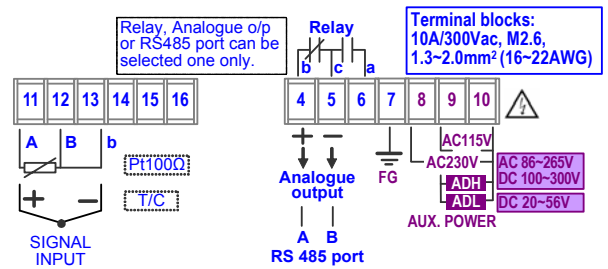 Relay, Analogue o/p
or RS485 port can be
selected one only.
Relay
b c a
Terminal blocks:
10A/300Vac, M2.6,
1.3~2.0mm² (16~22AWG)
11 12 13 14 15 16
4 5 6 7 8 9 10
A B b
Pt100Ω
+ −
T/C
SIGNAL
INPUT
+ −
Analogue
output
A B
RS 485 port
FG
AC115V
AC230V
ADH
ADL
AC 86~265V
DC 100~300V
DC 20~56V
AUX. POWER